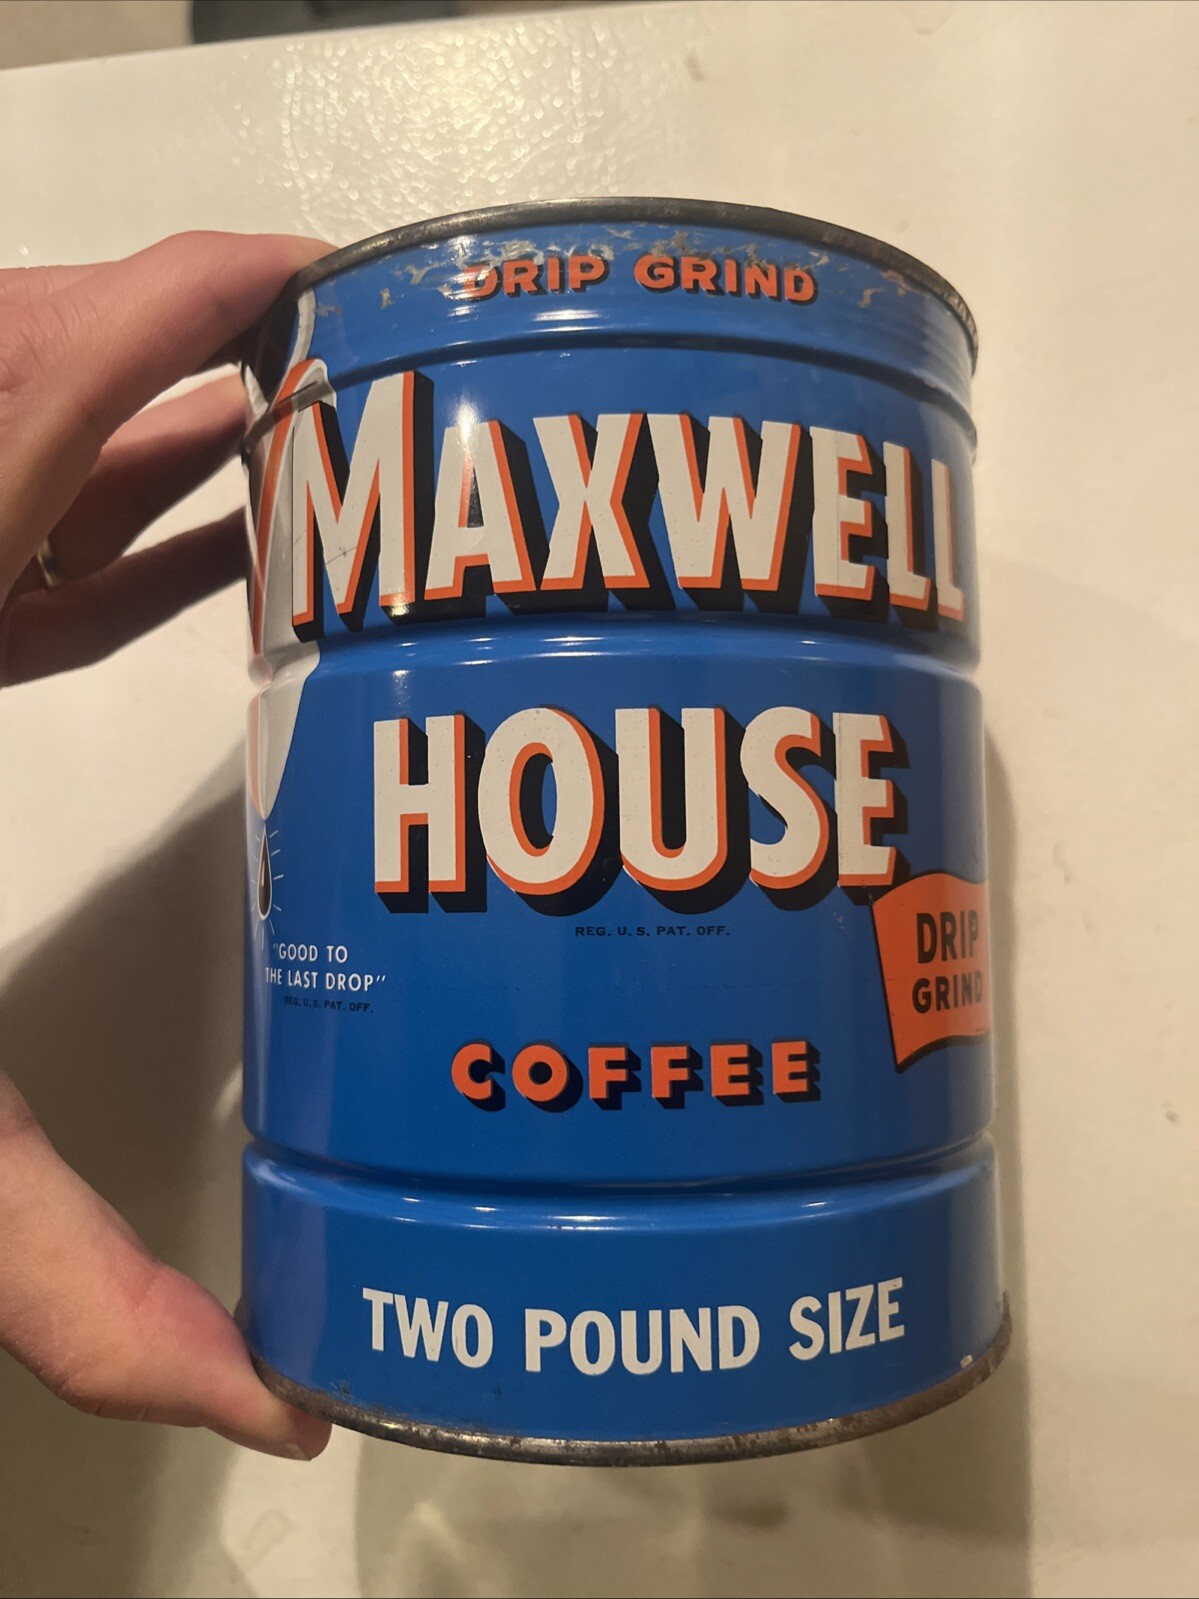 DRIP GRIND
MAXWELL
HOUSE
REG. U. S. PAT. OFF.
DRIP
GRIND
"GOOD TO
THE LAST DROP"
REG. U. S. PAT. OFF.
COFFEE
TWO POUND SIZE